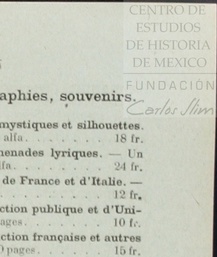 CENTRO DE
ESTUDIOS
DE HISTORIA
DE MEXICO
FUNDACIÓN
Carlos Slim
aphies, souvenirs.
mystiques et silhouettes.
alfa. . . . . . . . 18 fr.
menades lyriques. — Un
lfa. . . . . . . . 24 fr.
de France et d'Italie. —
. . . . . . . . 12 fr.
ction publique et d'Uni-
pages . . . . . . 10 fr.
ction française et autres
0 pages. . . . . . 15 fr.